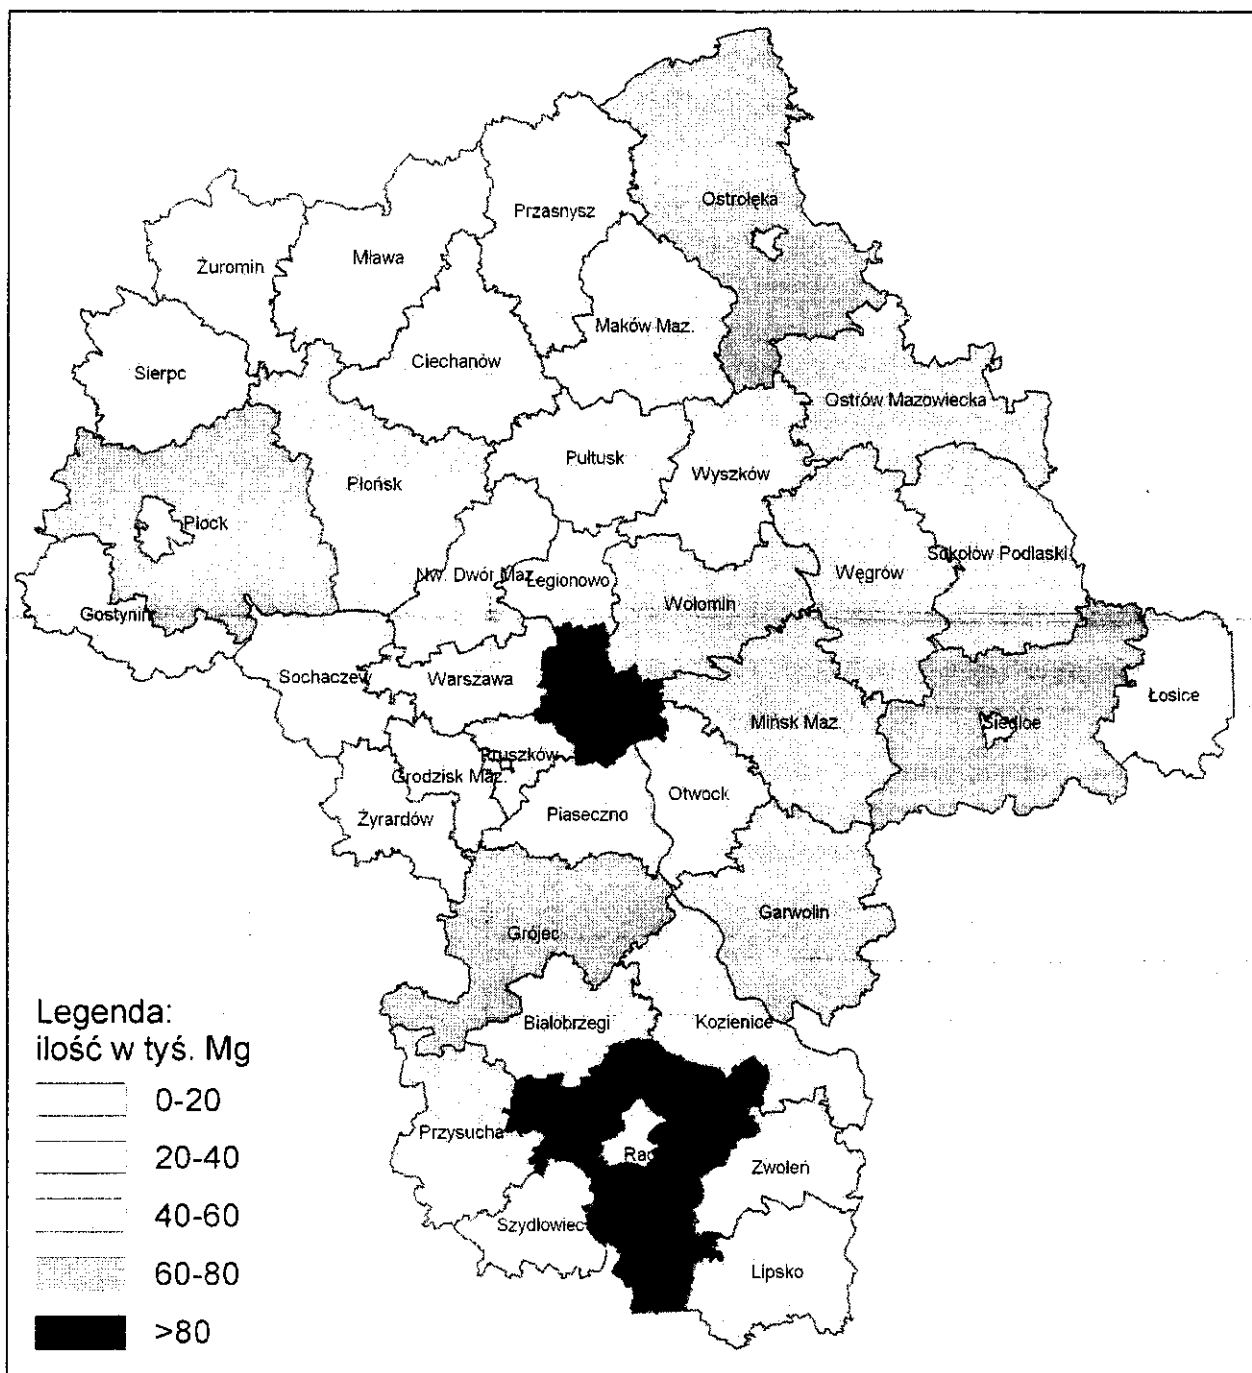 Ostrołęka
Przasnysz
Mława
Żuromin
Maków Maz.
Ciechanów
Sierpc
Ostrów Mazowiecka
Pułtusk
Wyszków
Płońsk
Płock
Sokołów Podlaski
Węgrów
Nw. Dwór Maz.
Legionowo
Wołomin
Gostynin
Sochaczew
Warszawa
Łosice
Mińsk Maz.
Siedlce
Pruszków
Grodzisk Maz.
Otwock
Piaseczno
Żyrardów
Garwolin
Grójec
Białobrzegi
Kozienice
Przysucha
Rad
Zwoleń
Szydłowiec
Lipsko
Legenda:
ilość w tyś. Mg
0-20
20-40
40-60
60-80
>80